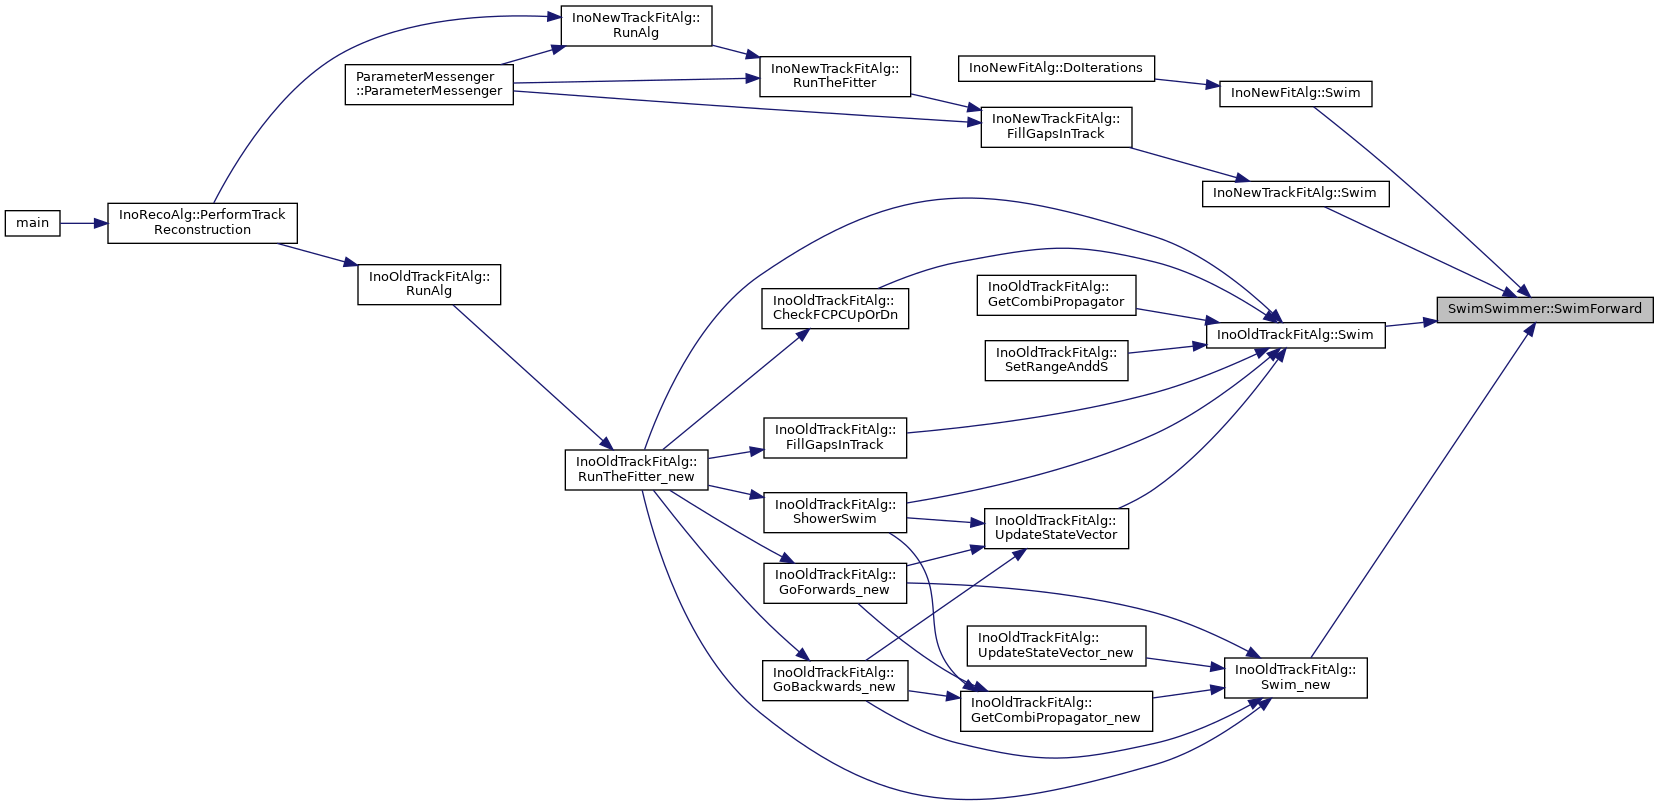 InoNewTrackFitAlg::
RunAlg
ParameterMessenger
::ParameterMessenger
InoNewTrackFitAlg::
RunTheFitter
InoNewFitAlg::DoIterations
InoNewFitAlg::Swim
InoNewTrackFitAlg::
FillGapsInTrack
InoNewTrackFitAlg::Swim
main
InoRecoAlg::PerformTrack
Reconstruction
InoOldTrackFitAlg::
RunAlg
InoOldTrackFitAlg::
CheckFCPCUpOrDn
InoOldTrackFitAlg::
GetCombiPropagator
SwimSwimmer::SwimForward
InoOldTrackFitAlg::Swim
InoOldTrackFitAlg::
SetRangeAnddS
InoOldTrackFitAlg::
FillGapsInTrack
InoOldTrackFitAlg::
RunTheFitter_new
InoOldTrackFitAlg::
ShowerSwim
InoOldTrackFitAlg::
UpdateStateVector
InoOldTrackFitAlg::
GoForwards_new
InoOldTrackFitAlg::
UpdateStateVector_new
InoOldTrackFitAlg::
GoBackwards_new
InoOldTrackFitAlg::
Swim_new
InoOldTrackFitAlg::
GetCombiPropagator_new